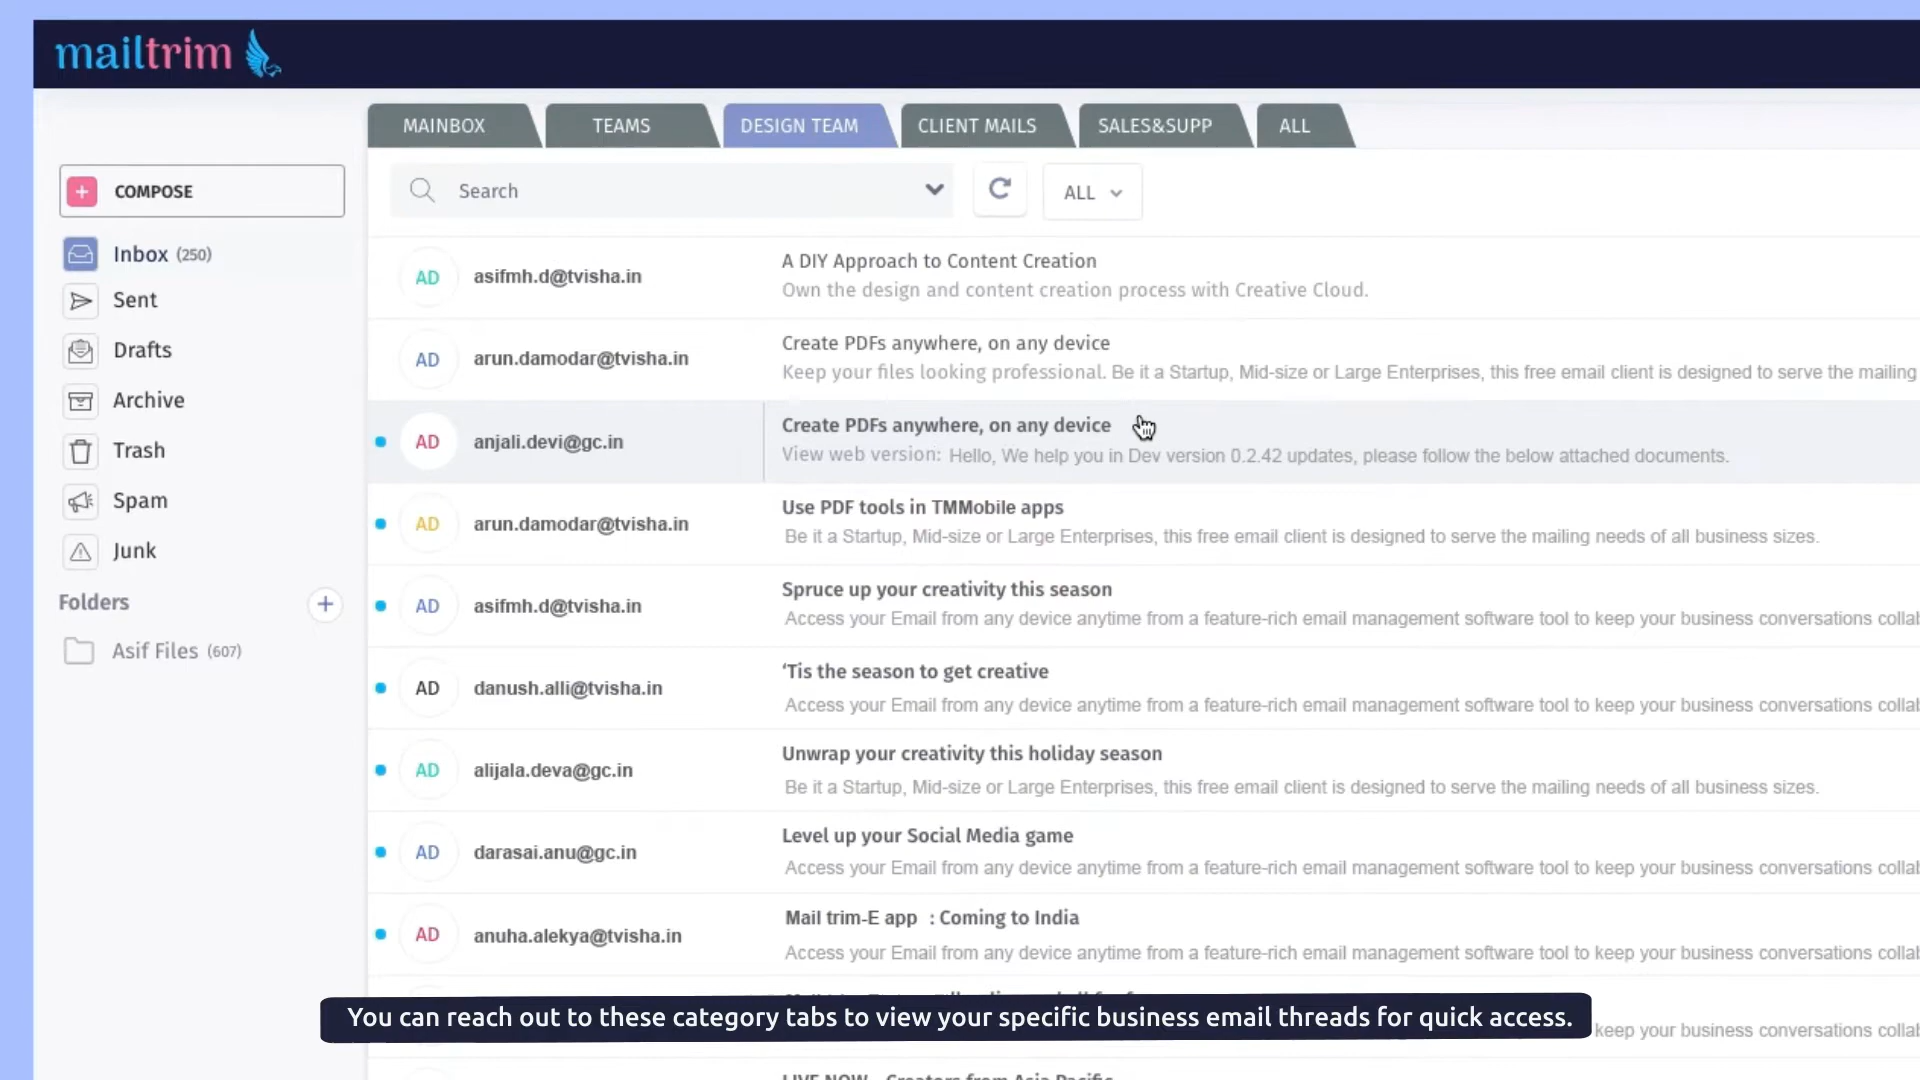 mailtrim
MAINBOX
TEAMS
DESIGN TEAM
CLIENT MAILS
SALES&SUPP
ALL
+ COMPOSE
Search
ALL
Inbox (250)
Sent
Drafts
Archive
Trash
Spam
Junk
Folders +
Asif Files (607)
AD asifmh.d@tvisha.in
A DIY Approach to Content Creation
Own the design and content creation process with Creative Cloud.
AD arun.damodar@tvisha.in
Create PDFs anywhere, on any device
Keep your files looking professional. Be it a Startup, Mid-size or Large Enterprises, this free email client is designed to serve the mailing
AD anjali.devi@gc.in
Create PDFs anywhere, on any device
View web version: Hello, We help you in Dev version 0.2.42 updates, please follow the below attached documents.
AD arun.damodar@tvisha.in
Use PDF tools in TMMobile apps
Be it a Startup, Mid-size or Large Enterprises, this free email client is designed to serve the mailing needs of all business sizes.
AD asifmh.d@tvisha.in
Spruce up your creativity this season
Access your Email from any device anytime from a feature-rich email management software tool to keep your business conversations
AD danush.alli@tvisha.in
‘Tis the season to get creative
Access your Email from any device anytime from a feature-rich email management software tool to keep your business conversations
AD alijala.deva@gc.in
Unwrap your creativity this holiday season
Be it a Startup, Mid-size or Large Enterprises, this free email client is designed to serve the mailing needs of all business sizes.
AD darasai.anu@gc.in
Level up your Social Media game
Access your Email from any device anytime from a feature-rich email management software tool to keep your business conversations
AD anuha.alekya@tvisha.in
Mail trim-E app : Coming to India
Access your Email from any device anytime from a feature-rich email management software tool to keep your business conversations
You can reach out to these category tabs to view your specific business email threads for quick access.
keep your business conversations
LIVE NOW - Creators from Asia Pacific